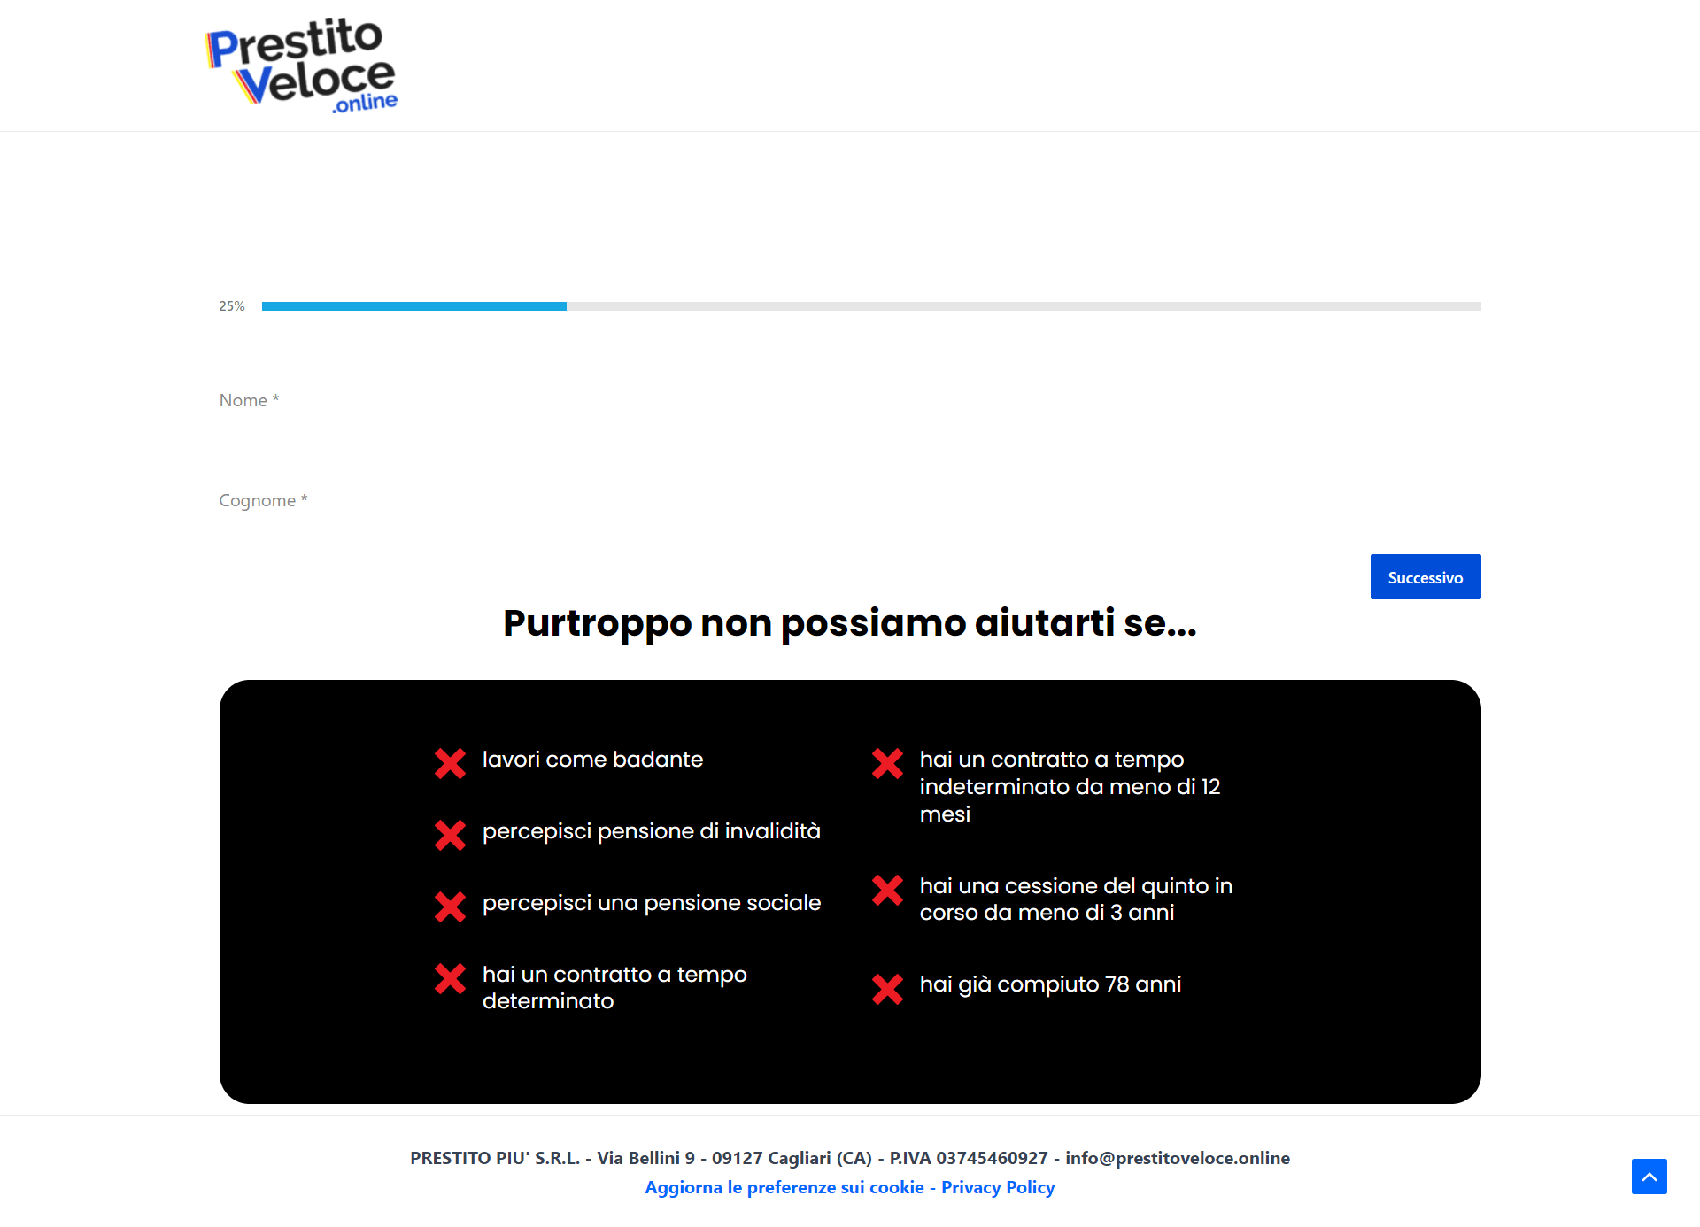 Prestito
Veloce
.online
25%
Nome *
Cognome *
Successivo
Purtroppo non possiamo aiutarti se...
lavori come badante
percepisci pensione di invalidità
percepisci una pensione sociale
hai un contratto a tempo
determinato
hai un contratto a tempo
indeterminato da meno di 12
mesi
hai una cessione del quinto in
corso da meno di 3 anni
hai già compiuto 78 anni
PRESTITO PIU' S.R.L. - Via Bellini 9 - 09127 Cagliari (CA) - P.IVA 03745460927 - info@prestitoveloce.online
Aggiorna le preferenze sui cookie - Privacy Policy